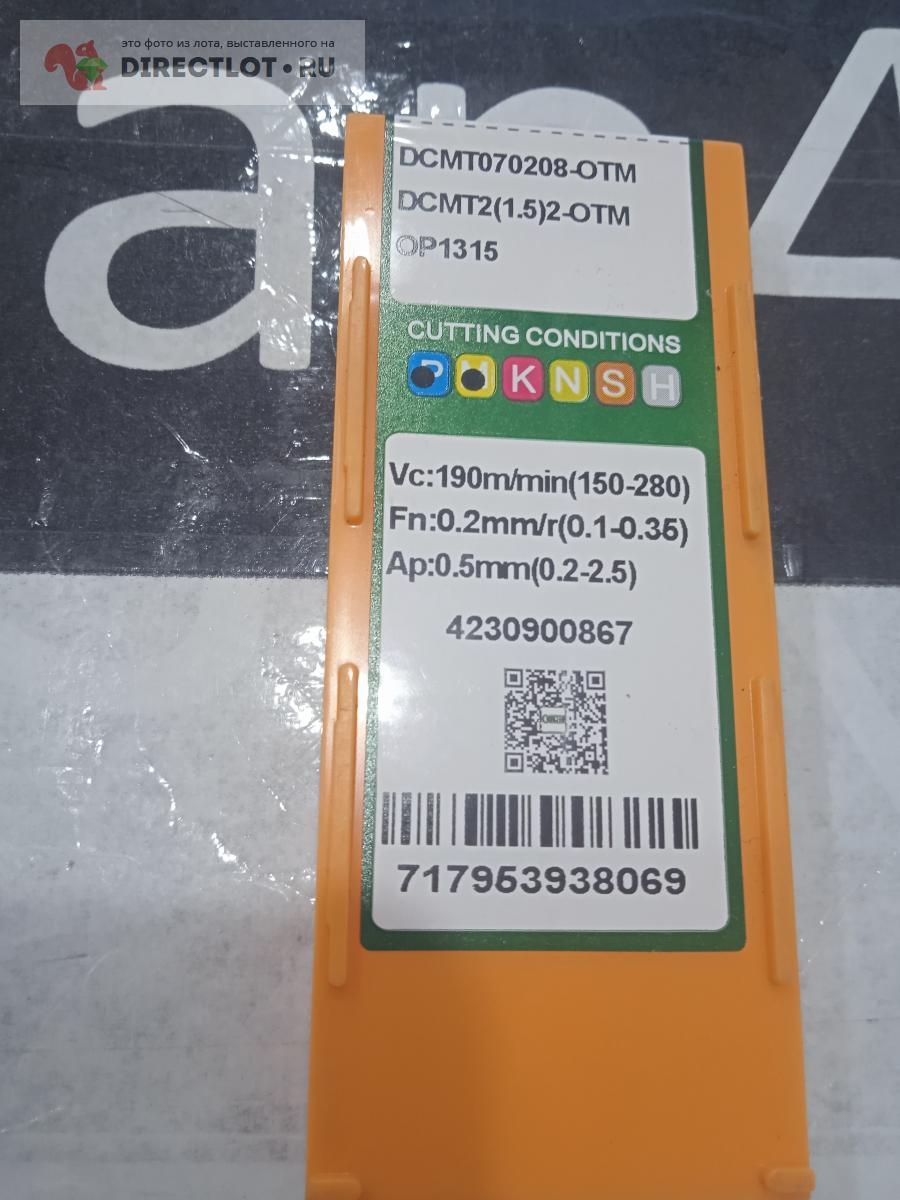 это фото из лота, выставленного на
DIRECTLOT.RU
an
DCMT070208-OTM
DCMT2(1.5)2-OTM
OP1315
CUTTING CONDITIONS
P M K N S H
Vc:190m/min(150-280)
Fn:0.2mm/r(0.1-0.35)
Ap:0.5mm(0.2-2.5)
4230900867
717953938069